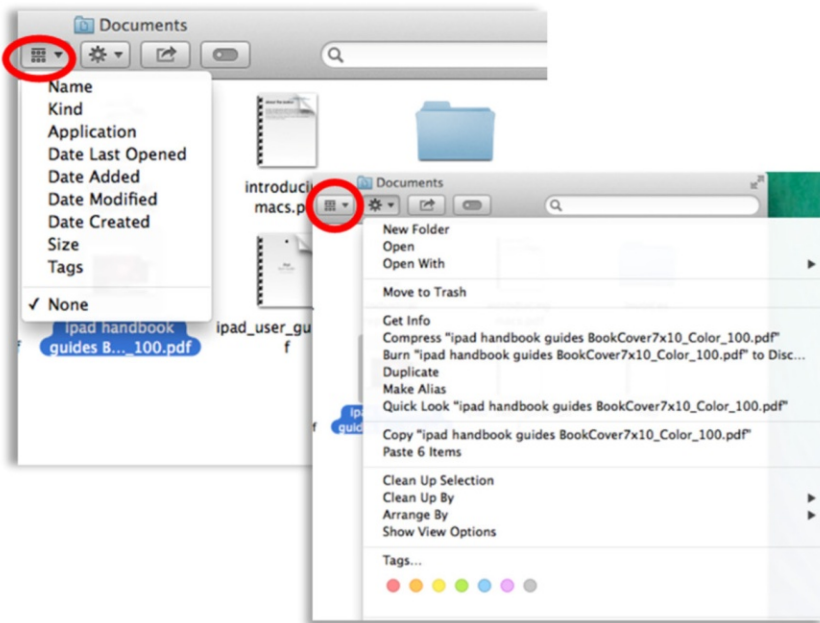 Documents
Name
Kind
Application
Date Last Opened
Date Added
Date Modified
Date Created
Size
Tags
✓ None
ipad handbook
guides B..._100.pdf
introduci
macs.p
ipad_user_gu
f
Documents
New Folder
Open
Open With
Move to Trash
Get Info
Compress "ipad handbook guides BookCover7x10_Color_100.pdf"
Burn "ipad handbook guides BookCover7x10_Color_100.pdf" to Disc...
Duplicate
Make Alias
Quick Look "ipad handbook guides BookCover7x10_Color_100.pdf"
Copy "ipad handbook guides BookCover7x10_Color_100.pdf"
Paste 6 Items
Clean Up Selection
Clean Up By
Arrange By
Show View Options
Tags...